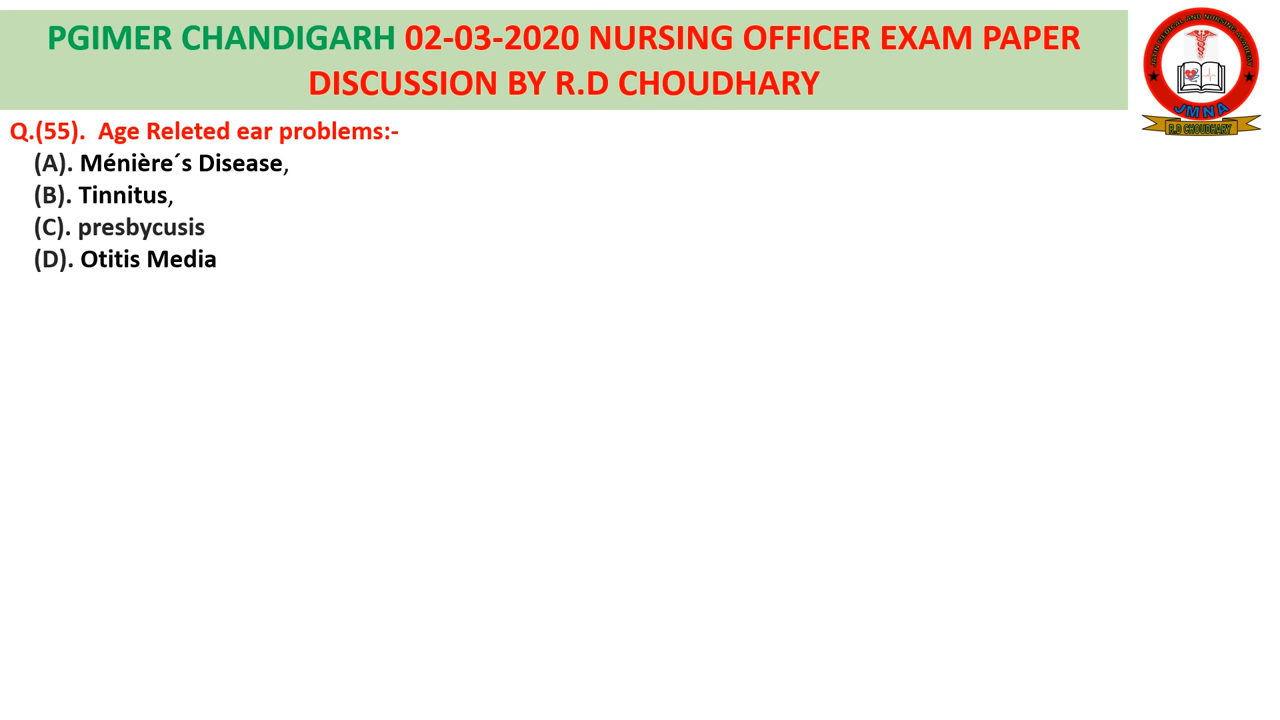 PGIMER CHANDIGARH 02-03-2020 NURSING OFFICER EXAM PAPER
DISCUSSION BY R.D CHOUDHARY
JMNA
R.D CHOUDHARY
Q.(55).  Age Releted ear problems:-
(A). Ménière´s Disease,
(B). Tinnitus,
(C). presbycusis
(D). Otitis Media